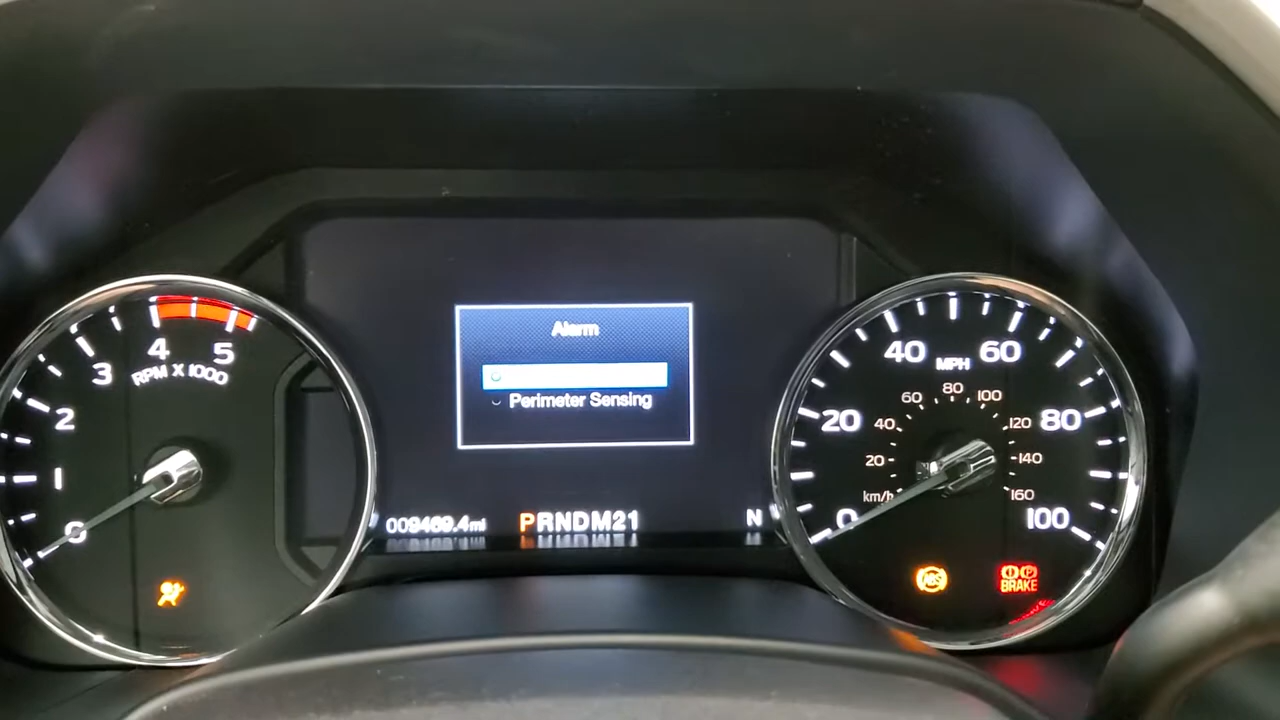 Alarm
Perimeter Sensing
009469.4mi
PRNDM21
N
0
1
2
3
4
5
RPM X 1000
0
20
40
60
80
100
MPH
km/h
20
40
60
80
100
120
140
160
ABS
P
BRAKE